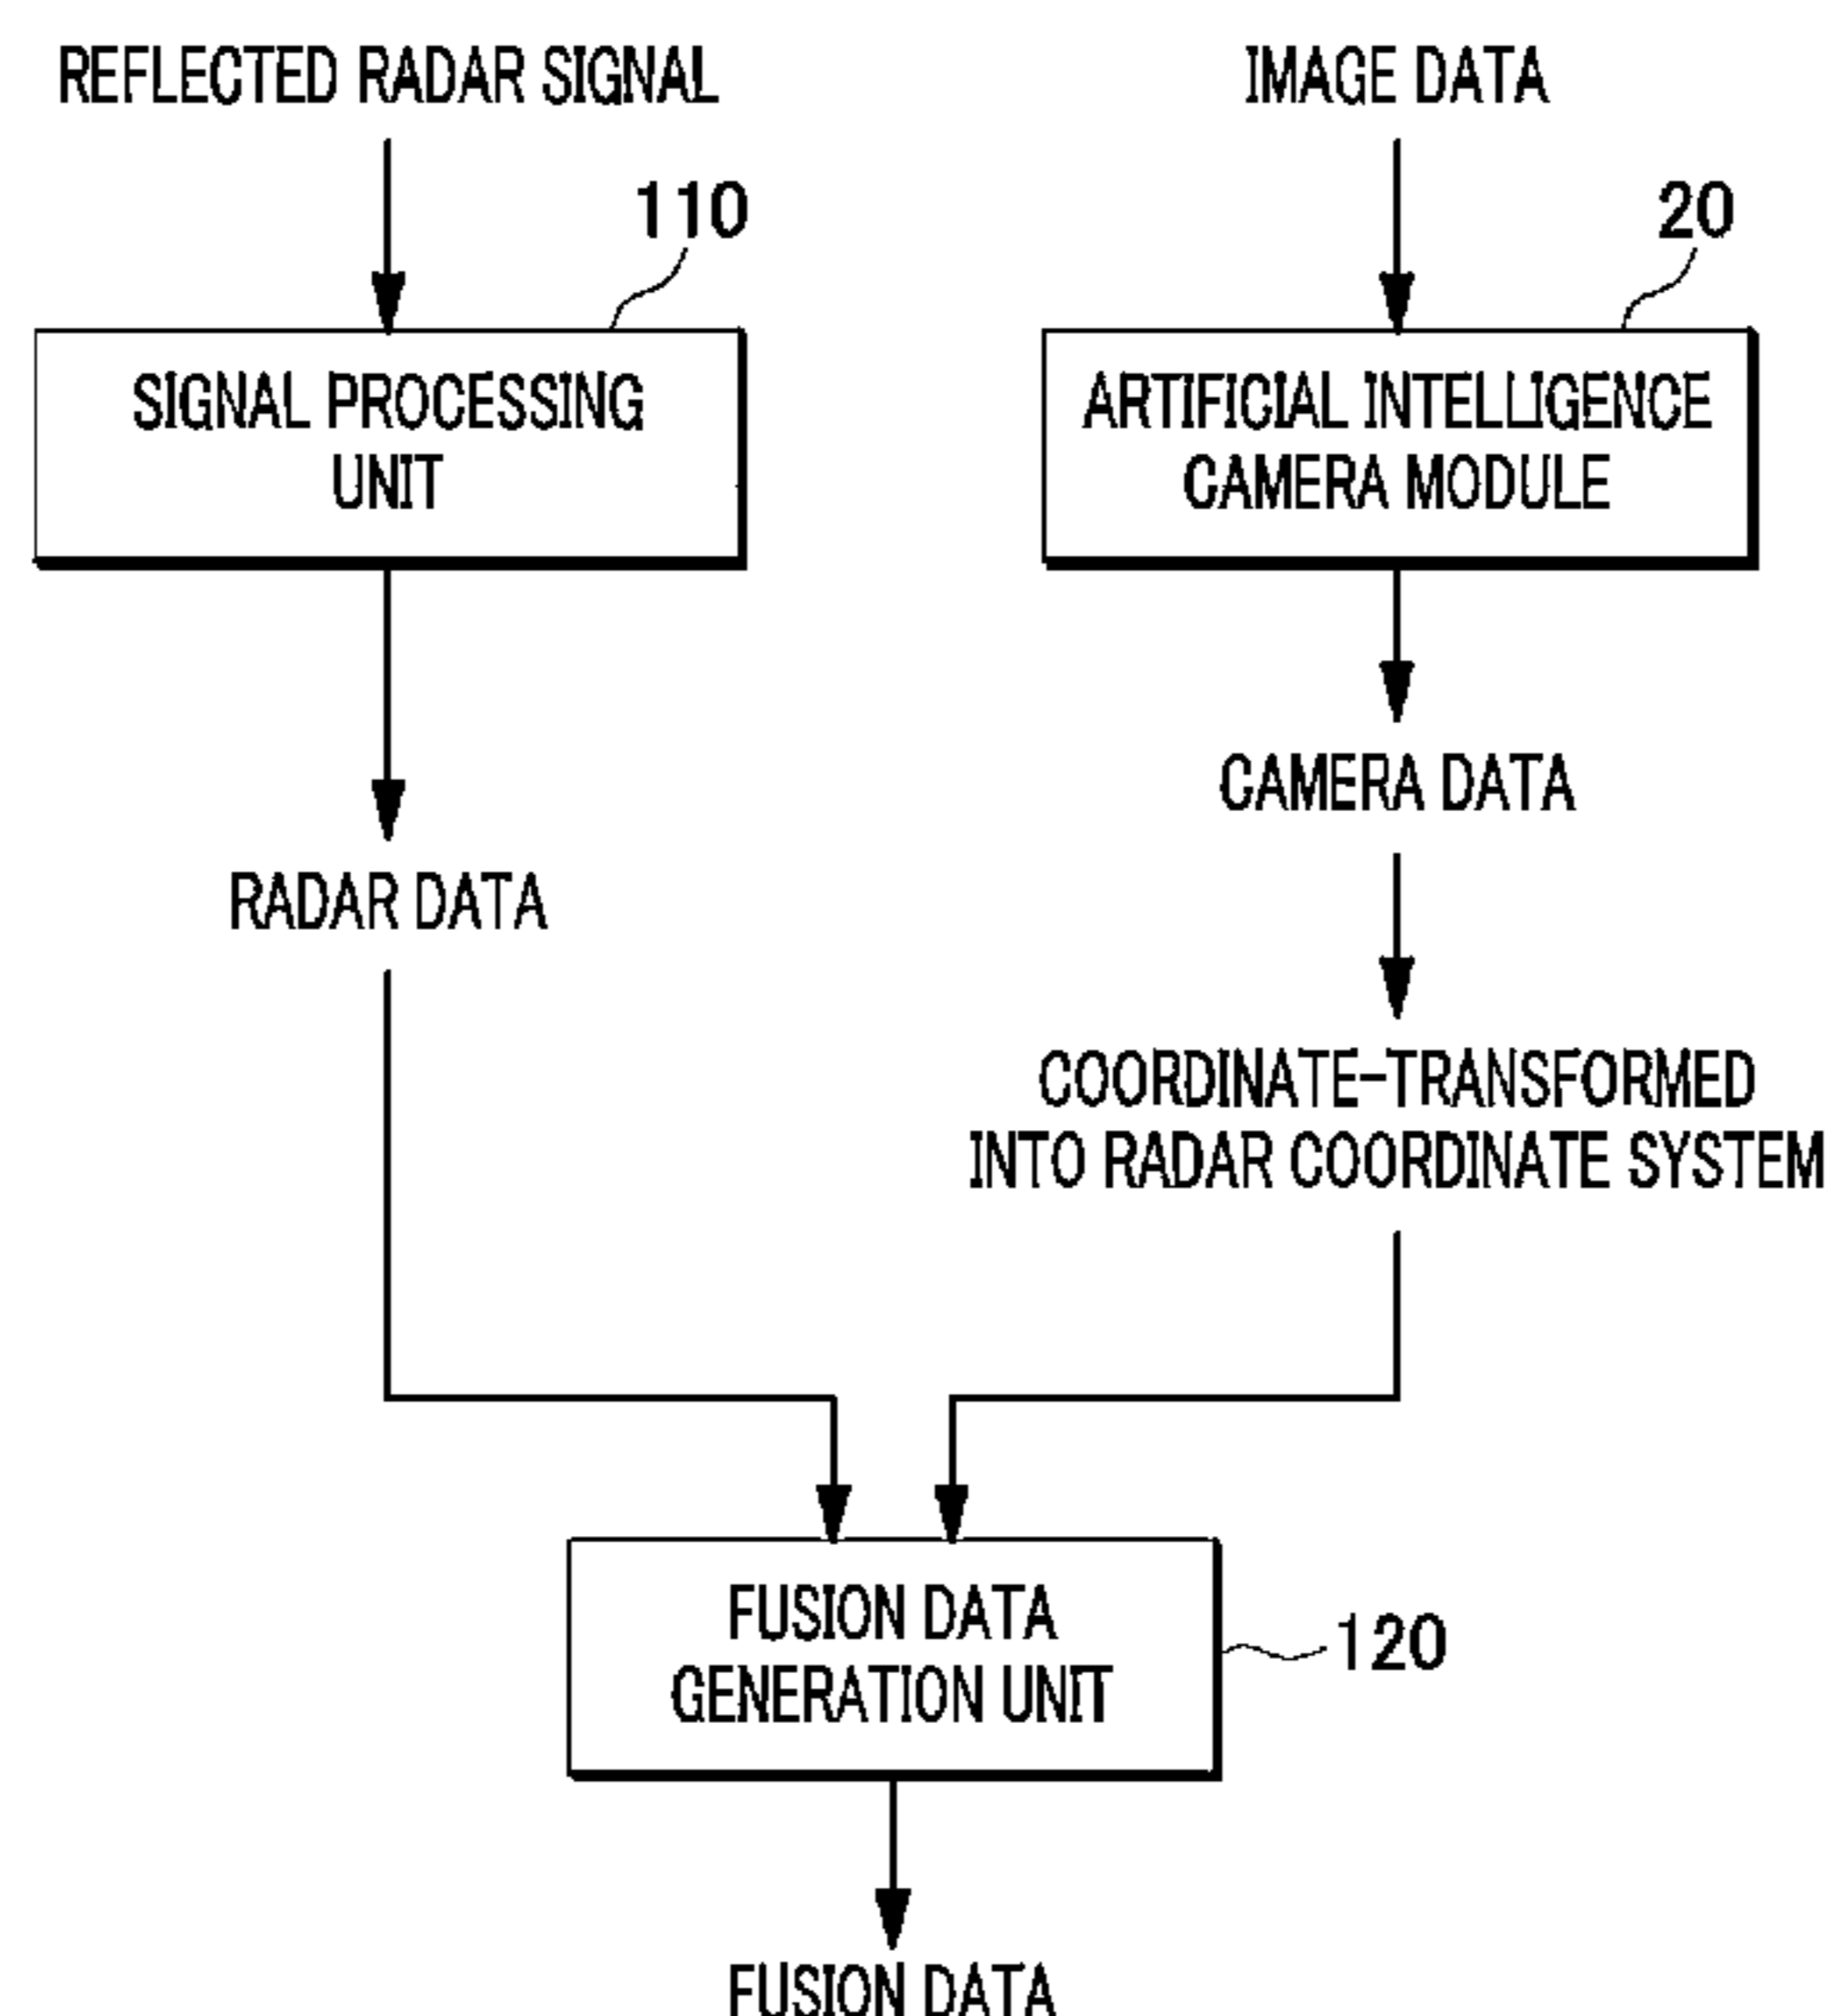 REFLECTED RADAR SIGNAL
IMAGE DATA
110
20
SIGNAL PROCESSING
UNIT
ARTIFICIAL INTELLIGENCE
CAMERA MODULE
CAMERA DATA
RADAR DATA
COORDINATE-TRANSFORMED
INTO RADAR COORDINATE SYSTEM
FUSION DATA
GENERATION UNIT
120
FUSION DATA